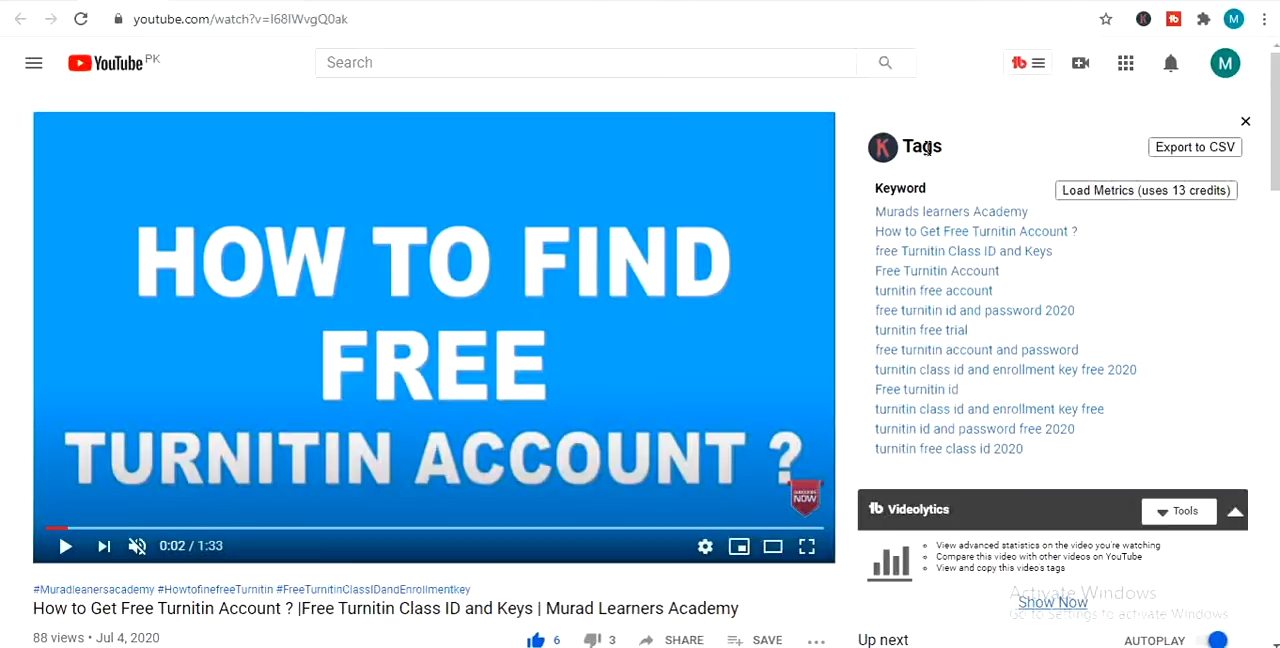 youtube.com/watch?v=I68IWvgQ0ak
M
YouTube PK
Search
tb
M
HOW TO FIND
FREE
TURNITIN ACCOUNT ?
SUBSCRIBE
NOW
0:02 / 1:33
#Muradleanersacademy #HowtofinefreeTurnitin #FreeTurnitinClassIDandEnrollmentkey
How to Get Free Turnitin Account ? |Free Turnitin Class ID and Keys | Murad Learners Academy
88 views • Jul 4, 2020
6
3
SHARE
SAVE
K Tags
Export to CSV
Keyword
Load Metrics (uses 13 credits)
Murads learners Academy
How to Get Free Turnitin Account ?
free Turnitin Class ID and Keys
Free Turnitin Account
turnitin free account
free turnitin id and password 2020
turnitin free trial
free turnitin account and password
turnitin class id and enrollment key free 2020
Free turnitin id
turnitin class id and enrollment key free
turnitin id and password free 2020
turnitin free class id 2020
tb Videolytics
Tools
View advanced statistics on the video you're watching
Compare this video with other videos on YouTube
View and copy this videos tags
Show Now
Activate Windows
Go to Settings to activate Windows.
Up next
AUTOPLAY